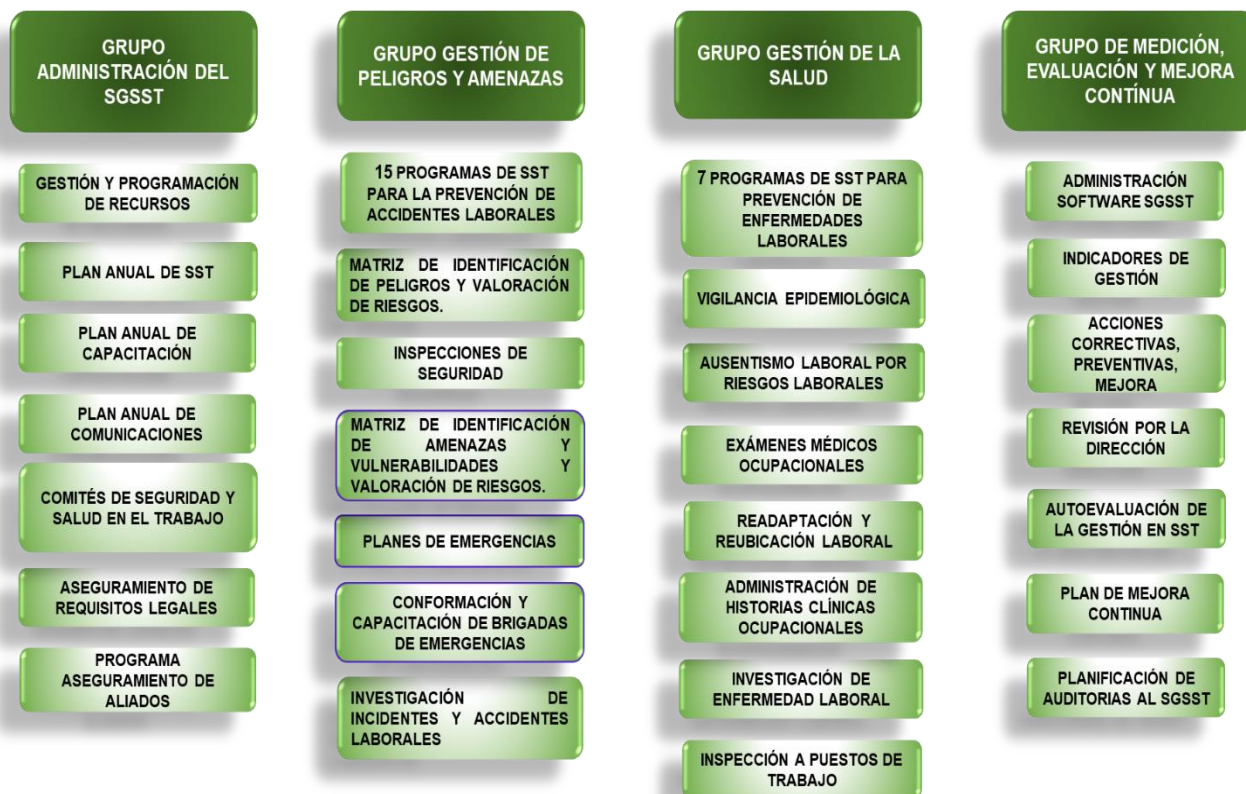 GRUPO
ADMINISTRACIÓN DEL
SGSST
GESTIÓN Y PROGRAMACIÓN
DE RECURSOS
PLAN ANUAL DE SST
PLAN ANUAL DE
CAPACITACIÓN
PLAN ANUAL DE
COMUNICACIONES
COMITÉS DE SEGURIDAD Y
SALUD EN EL TRABAJO
ASEGURAMIENTO DE
REQUISITOS LEGALES
PROGRAMA
ASEGURAMIENTO DE
ALIADOS
GRUPO GESTIÓN DE
PELIGROS Y AMENAZAS
15 PROGRAMAS DE SST
PARA LA PREVENCIÓN DE
ACCIDENTES LABORALES
MATRIZ DE IDENTIFICACIÓN
DE PELIGROS Y VALORACIÓN
DE RIESGOS.
INSPECCIONES DE
SEGURIDAD
MATRIZ DE IDENTIFICACIÓN
DE AMENAZAS Y
VULNERABILIDADES Y
VALORACIÓN DE RIESGOS.
PLANES DE EMERGENCIAS
CONFORMACIÓN Y
CAPACITACIÓN DE BRIGADAS
DE EMERGENCIAS
INVESTIGACIÓN DE
INCIDENTES Y ACCIDENTES
LABORALES
GRUPO GESTIÓN DE LA
SALUD
7 PROGRAMAS DE SST PARA
PREVENCIÓN DE
ENFERMEDADES
LABORALES
VIGILANCIA EPIDEMIOLÓGICA
AUSENTISMO LABORAL POR
RIESGOS LABORALES
EXÁMENES MÉDICOS
OCUPACIONALES
READAPTACIÓN Y
REUBICACIÓN LABORAL
ADMINISTRACIÓN DE
HISTORIAS CLÍNICAS
OCUPACIONALES
INVESTIGACIÓN DE
ENFERMEDAD LABORAL
INSPECCIÓN A PUESTOS DE
TRABAJO
GRUPO DE MEDICIÓN,
EVALUACIÓN Y MEJORA
CONTÍNUA
ADMINISTRACIÓN
SOFTWARE SGSST
INDICADORES DE
GESTIÓN
ACCIONES
CORRECTIVAS,
PREVENTIVAS,
MEJORA
REVISIÓN POR LA
DIRECCIÓN
AUTOEVALUACIÓN DE
LA GESTIÓN EN SST
PLAN DE MEJORA
CONTINUA
PLANIFICACIÓN DE
AUDITORIAS AL SGSST